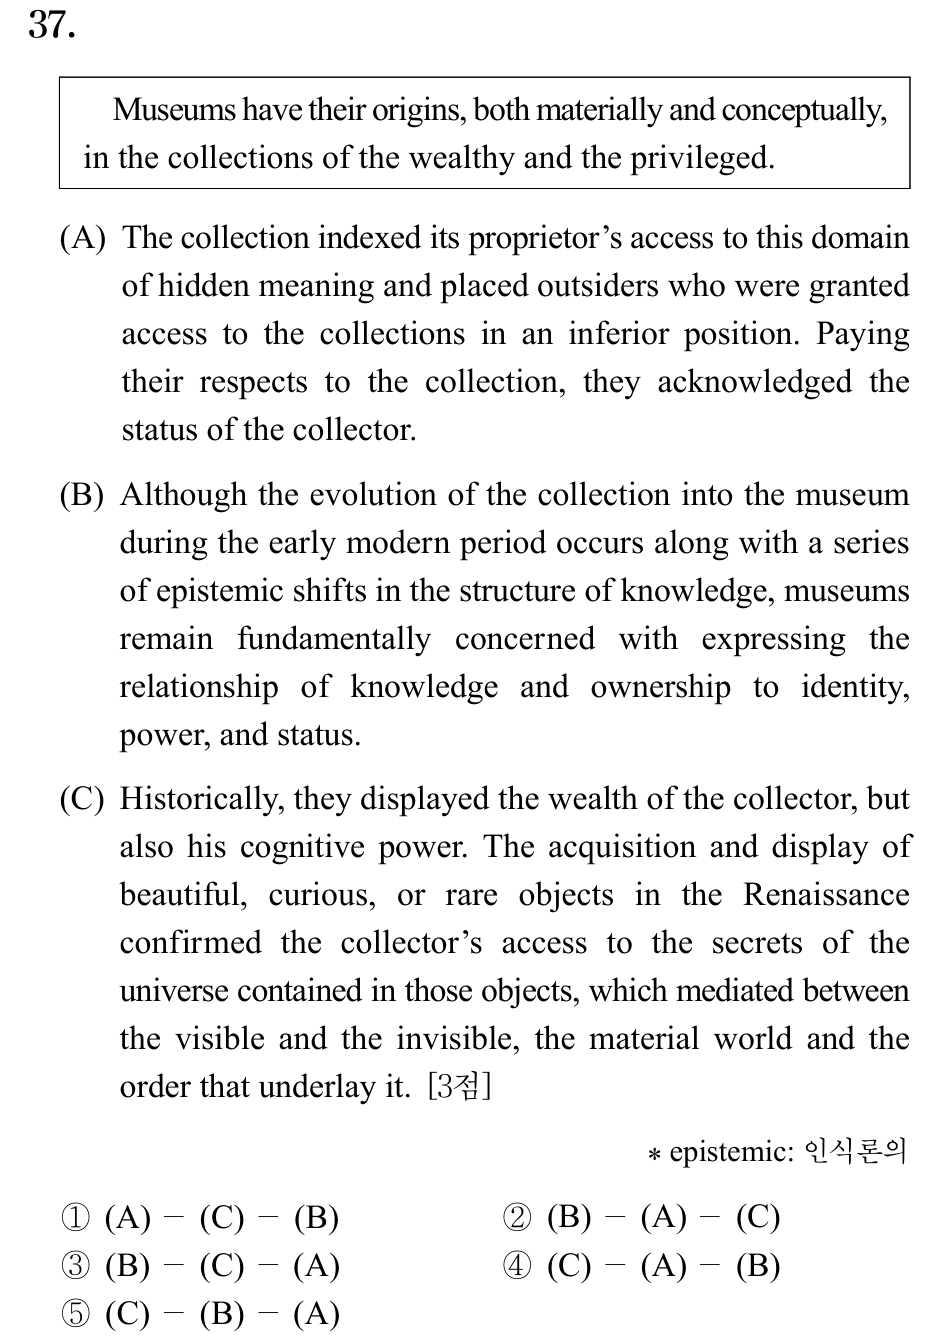 37.
Museums have their origins, both materially and conceptually,
in the collections of the wealthy and the privileged.
(A) The collection indexed its proprietor’s access to this domain
of hidden meaning and placed outsiders who were granted
access to the collections in an inferior position. Paying
their respects to the collection, they acknowledged the
status of the collector.
(B) Although the evolution of the collection into the museum
during the early modern period occurs along with a series
of epistemic shifts in the structure of knowledge, museums
remain fundamentally concerned with expressing the
relationship of knowledge and ownership to identity,
power, and status.
(C) Historically, they displayed the wealth of the collector, but
also his cognitive power. The acquisition and display of
beautiful, curious, or rare objects in the Renaissance
confirmed the collector’s access to the secrets of the
universe contained in those objects, which mediated between
the visible and the invisible, the material world and the
order that underlay it. [3점]
* epistemic: 인식론의
① (A) － (C) － (B) ② (B) － (A) － (C)
③ (B) － (C) － (A) ④ (C) － (A) － (B)
⑤ (C) － (B) － (A)